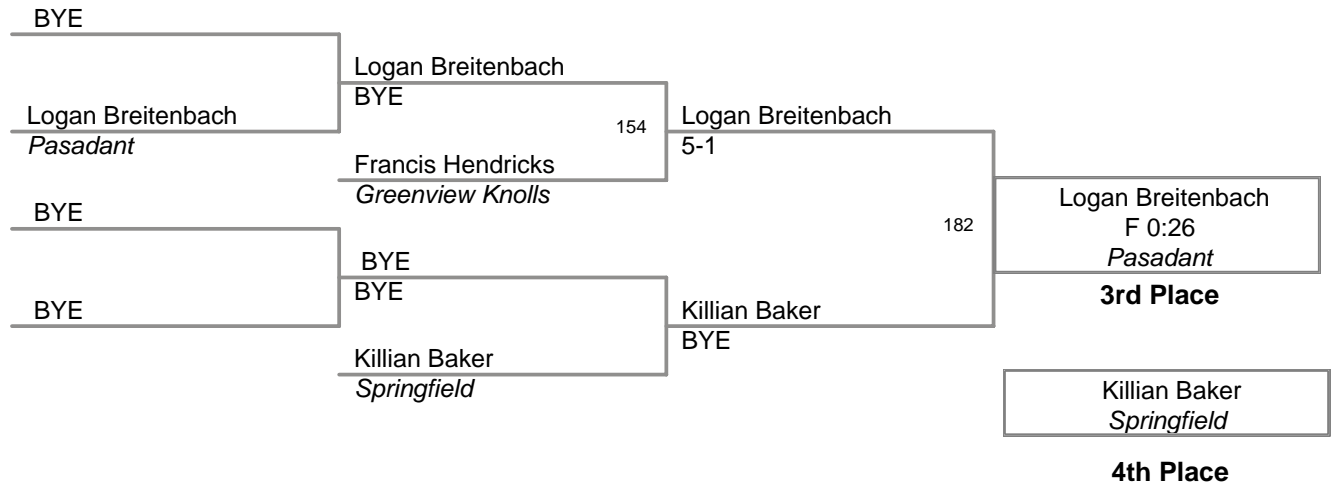 BYE
Logan Breitenbach
BYE
Logan Breitenbach
Pasadant
154
Logan Breitenbach
5-1
Francis Hendricks
Greenview Knolls
Logan Breitenbach
F 0:26
Pasadant
3rd Place
BYE
182
BYE
BYE
BYE
Killian Baker
BYE
Killian Baker
Springfield
Killian Baker
Springfield
4th Place